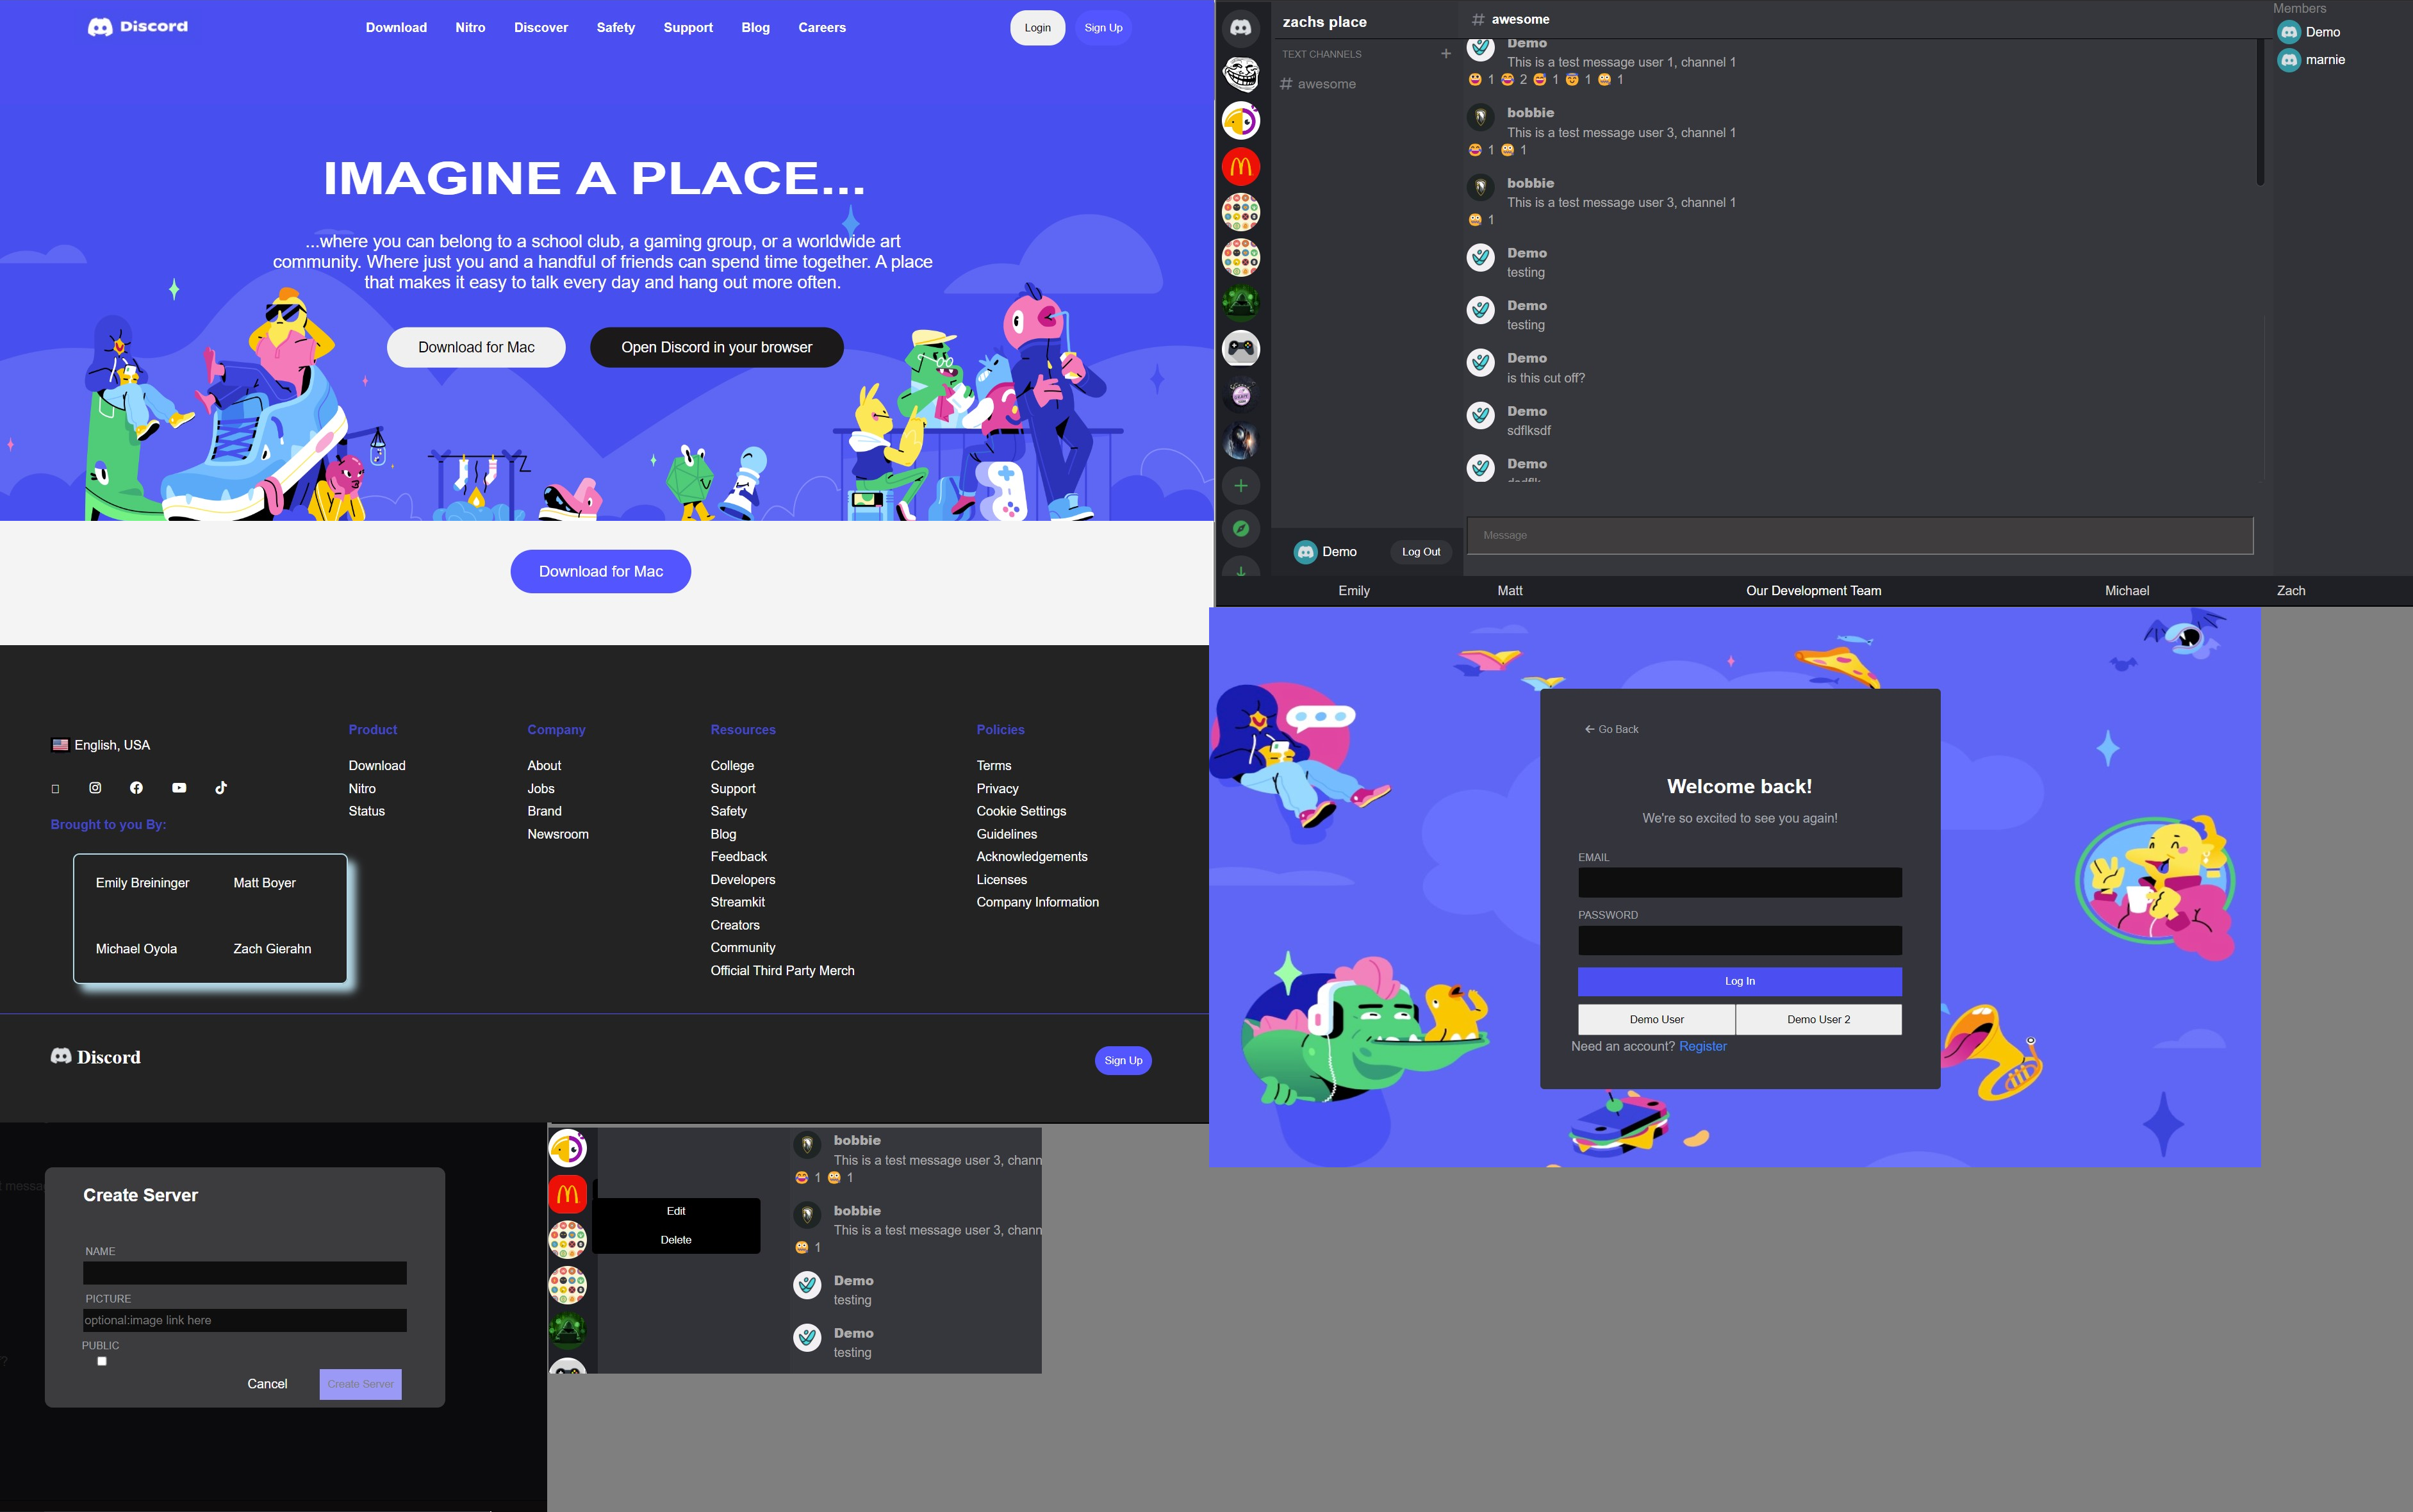 Discord
Download Nitro Discover Safety Support Blog Careers
Login Sign Up
IMAGINE A PLACE...
...where you can belong to a school club, a gaming group, or a worldwide art
community. Where just you and a handful of friends can spend time together. A place
that makes it easy to talk every day and hang out more often.
Download for Mac Open Discord in your browser
Download for Mac
English, USA
Brought to you By:
Emily Breininger Matt Boyer
Michael Oyola Zach Gierahn
Product
Download
Nitro
Status
Company
About
Jobs
Brand
Newsroom
Resources
College
Support
Safety
Blog
Feedback
Developers
Streamkit
Creators
Community
Official Third Party Merch
Policies
Terms
Privacy
Cookie Settings
Guidelines
Acknowledgements
Licenses
Company Information
Discord
Sign Up
zachs place
TEXT CHANNELS +
# awesome
# awesome
Demo
This is a test message user 1, channel 1
1 2 1 1 1
bobbie
This is a test message user 3, channel 1
1 1
bobbie
This is a test message user 3, channel 1
1
Demo
testing
Demo
testing
Demo
is this cut off?
Demo
sdflksdf
Demo
Message
Members
Demo
marnie
Demo Log Out
Emily Matt Our Development Team Michael Zach
Go Back
Welcome back!
We're so excited to see you again!
EMAIL
PASSWORD
Log In
Demo User Demo User 2
Need an account? Register
Create Server
NAME
PICTURE
optional:image link here
PUBLIC
Cancel Create Server
Edit
Delete
bobbie
This is a test message user 3, chann
1 1
bobbie
This is a test message user 3, chann
1
Demo
testing
Demo
testing